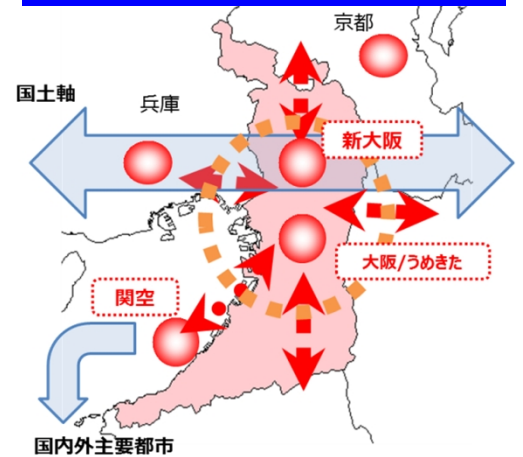 京都
国土軸
兵庫
新大阪
大阪/うめきた
関空
国内外主要都市